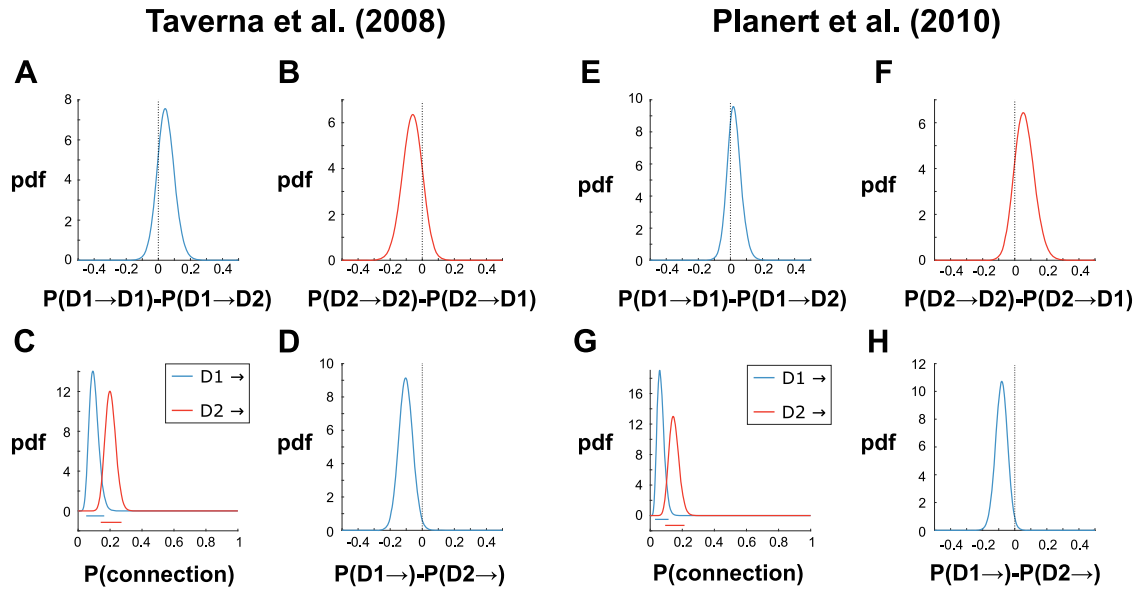 Taverna et al. (2008)
Planert et al. (2010)
A
8
6
4
2
0
pdf
-0.4 -0.2 0 0.2 0.4
P(D1→D1)-P(D1→D2)
B
6
4
2
0
-0.4 -0.2 0 0.2 0.4
P(D2→D2)-P(D2→D1)
E
10
8
6
4
2
0
pdf
-0.4 -0.2 0 0.2 0.4
P(D1→D1)-P(D1→D2)
F
6
4
2
0
-0.4 -0.2 0 0.2 0.4
P(D2→D2)-P(D2→D1)
C
12
8
4
0
pdf
D1 →
D2 →
0 0.2 0.4 0.6 0.8 1
P(connection)
D
10
8
6
4
2
0
-0.4 -0.2 0 0.2 0.4
P(D1→)-P(D2→)
G
16
12
8
4
0
pdf
D1 →
D2 →
0 0.2 0.4 0.6 0.8 1
P(connection)
H
12
10
8
6
4
2
0
-0.4 -0.2 0 0.2 0.4
P(D1→)-P(D2→)